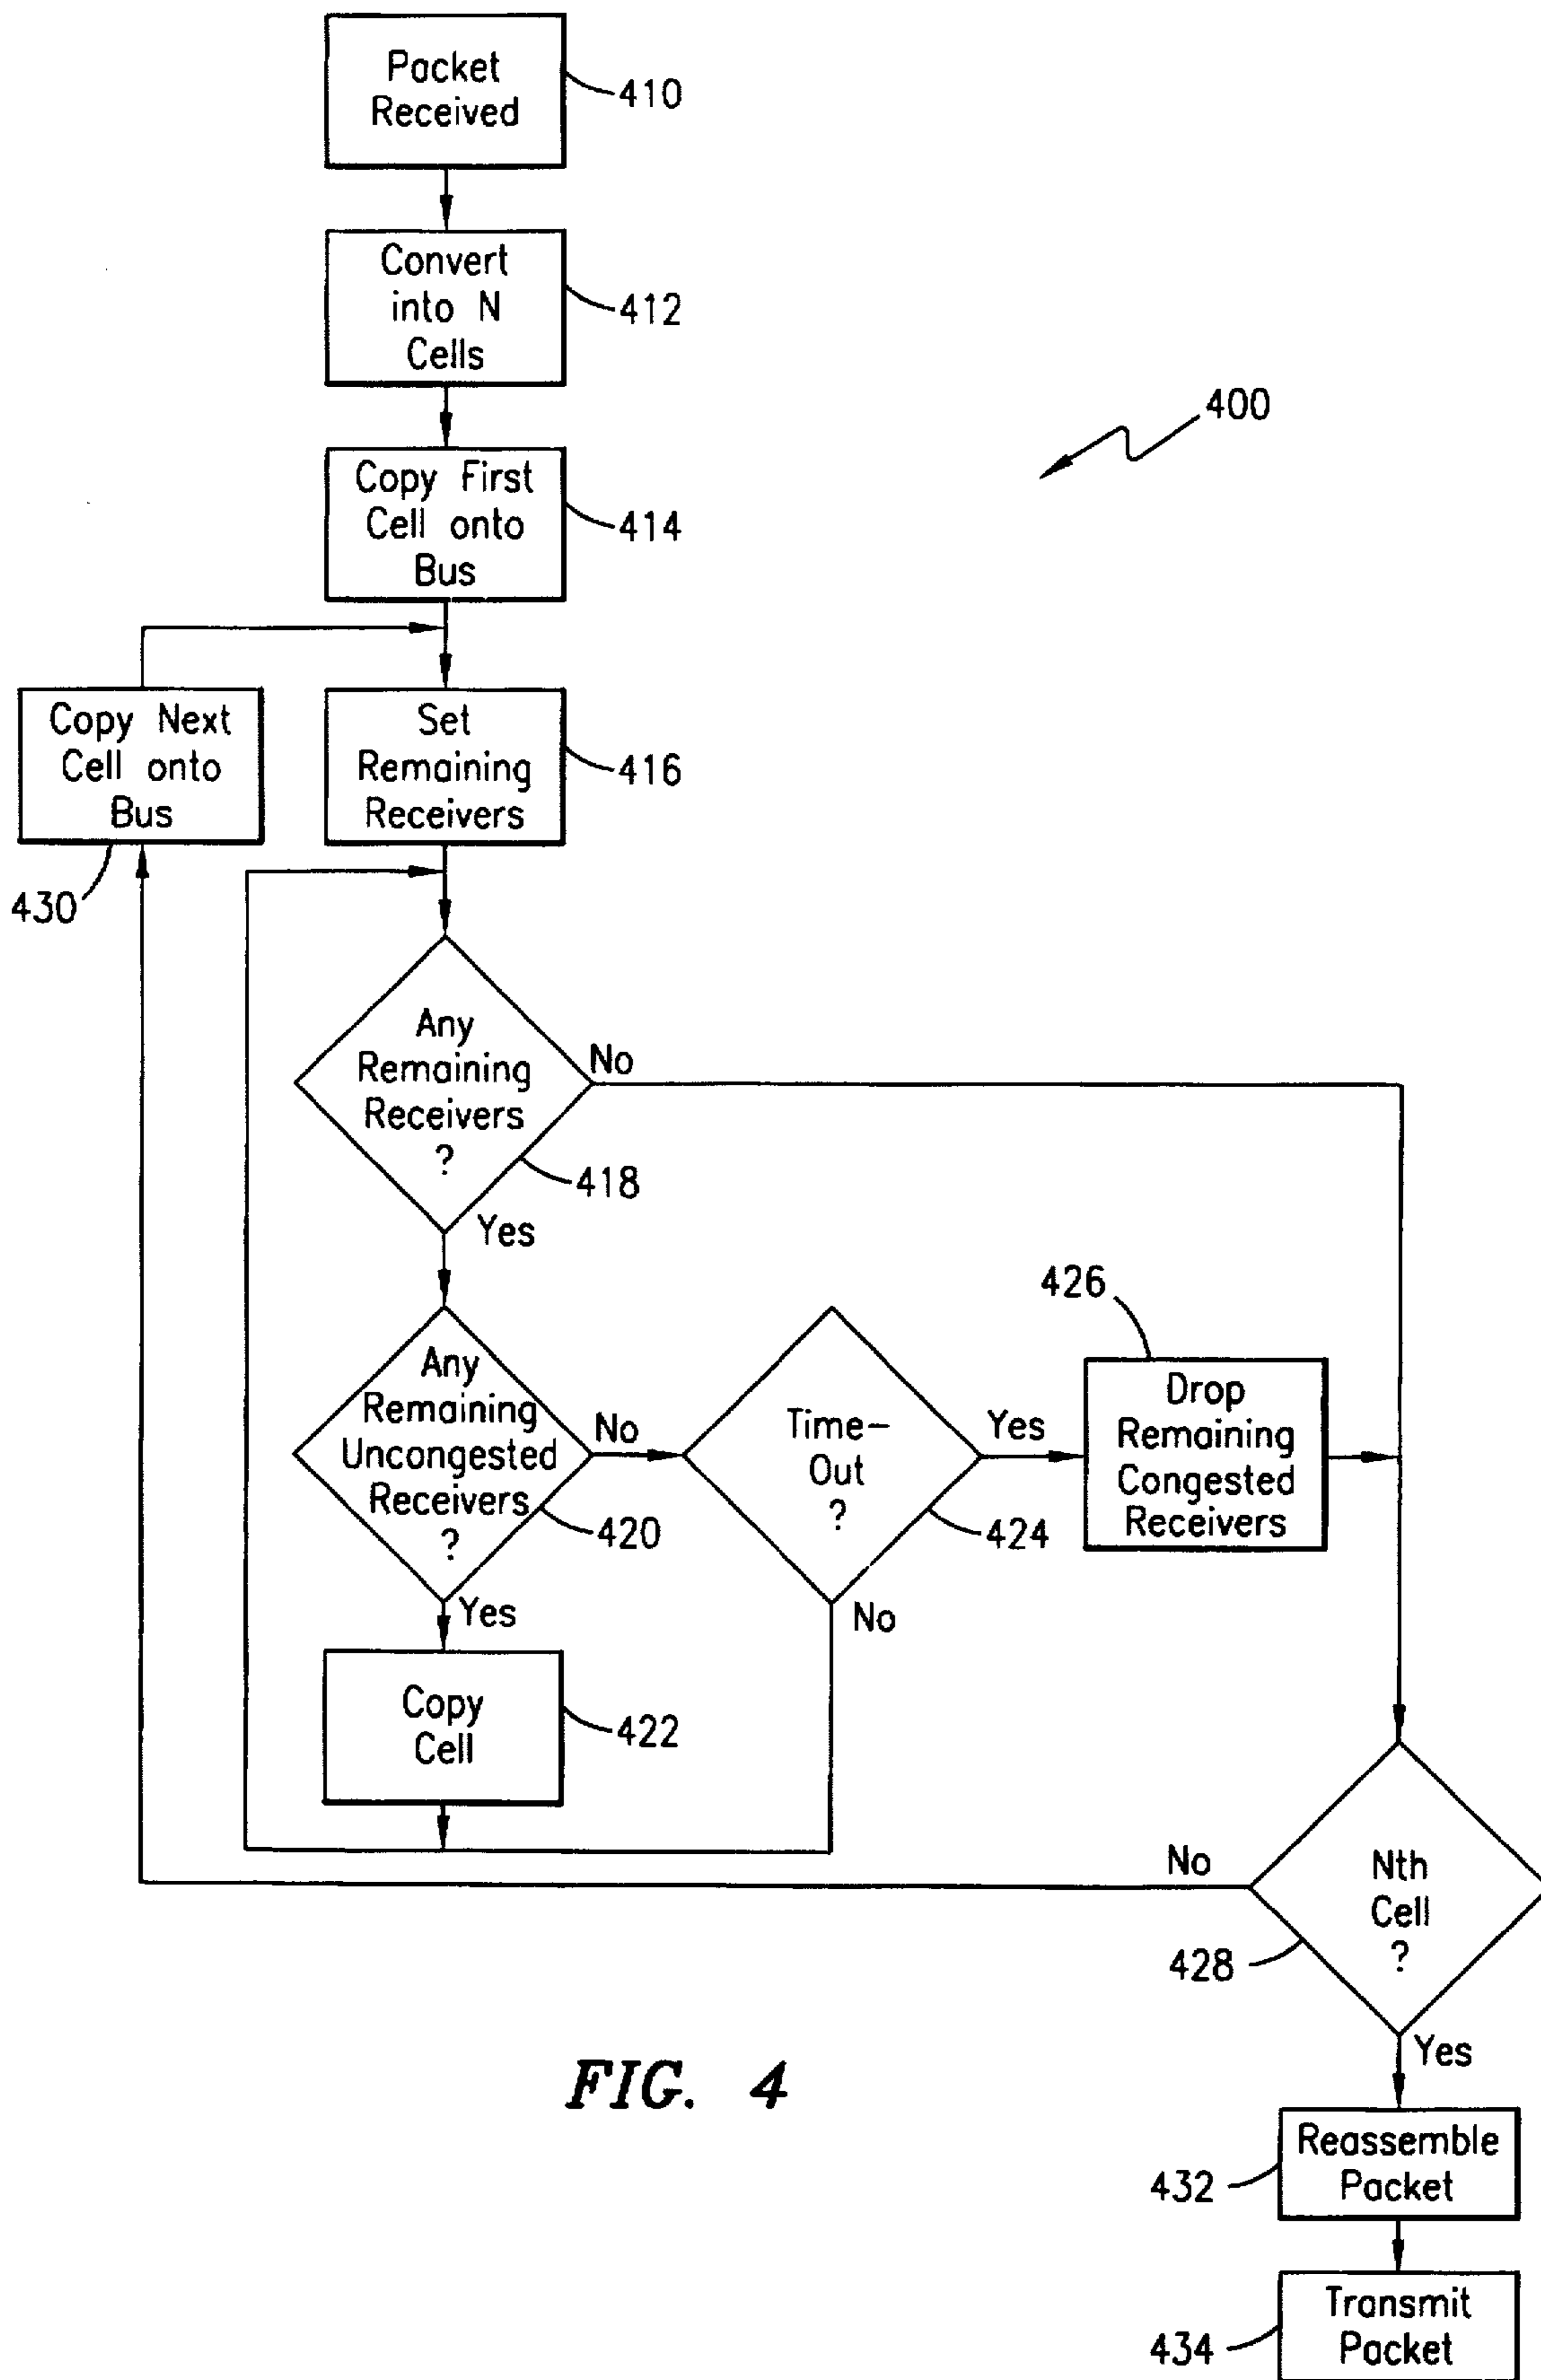 Packet
Received
410
Convert
into N
Cells
412
400
Copy First
Cell onto
Bus
414
Copy Next
Cell onto
Bus
430
Set
Remaining
Receivers
416
Any
Remaining
Receivers
?
No
418
Yes
426
Any
Remaining
Uncongested
Receivers
?
No
420
Yes
Time-
Out
?
Yes
424
No
Drop
Remaining
Congested
Receivers
Copy
Cell
422
No
Nth
Cell
?
428
Yes
FIG. 4
Reassemble
Packet
432
Transmit
Packet
434